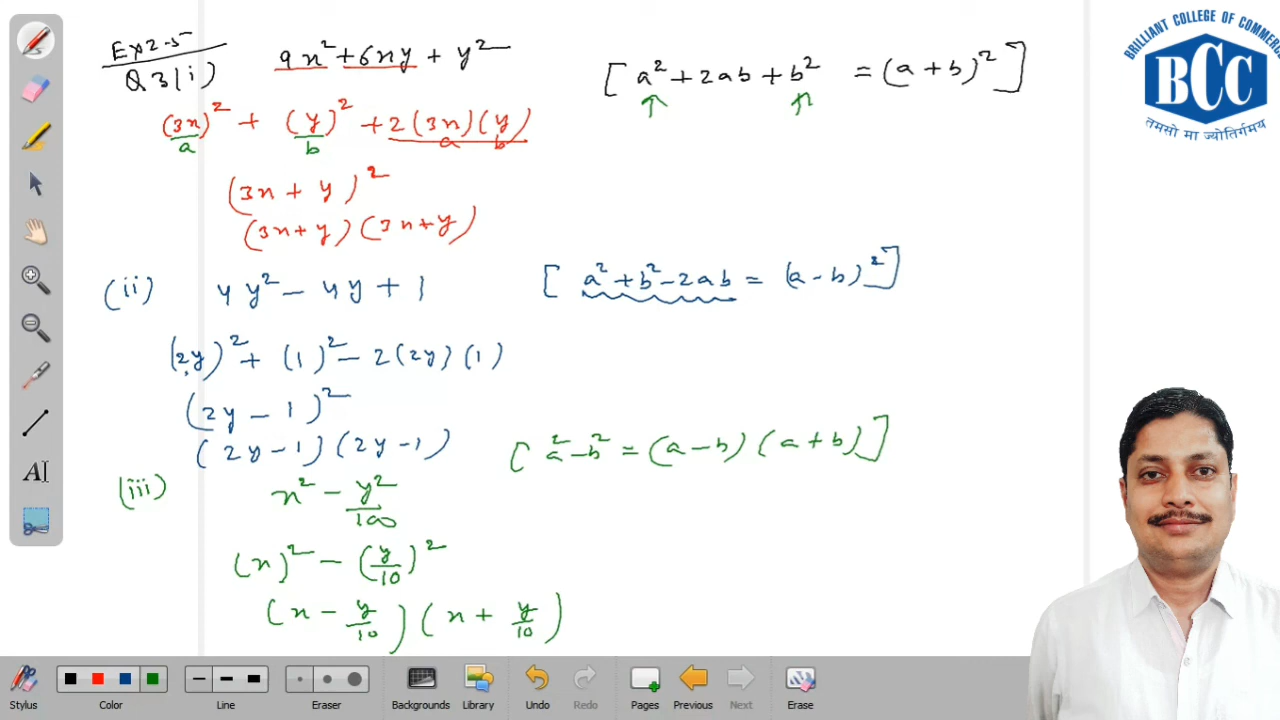 Ex 2.5
Q 3 (i)
9x² + 6xy + y²
[ a² + 2ab + b² = (a + b)² ]
(3x)² + (y)² + 2(3x)(y)
a b a b
(3x + y)²
(3x + y)(3x + y)
(ii) 4y² - 4y + 1 [ a² + b² - 2ab = (a - b)² ]
(2y)² + (1)² - 2(2y)(1)
(2y - 1)²
(2y - 1)(2y - 1) [ a² - b² = (a - b)(a + b) ]
(iii) x² - y²/100
(x)² - (y/10)²
(x - y/10)(x + y/10)
BRILLIANT COLLEGE OF COMMERC
BCC
तमसो मा ज्योतिर्गमय
AI
Stylus Color Line Eraser Backgrounds Library Undo Redo Pages Previous Next Erase